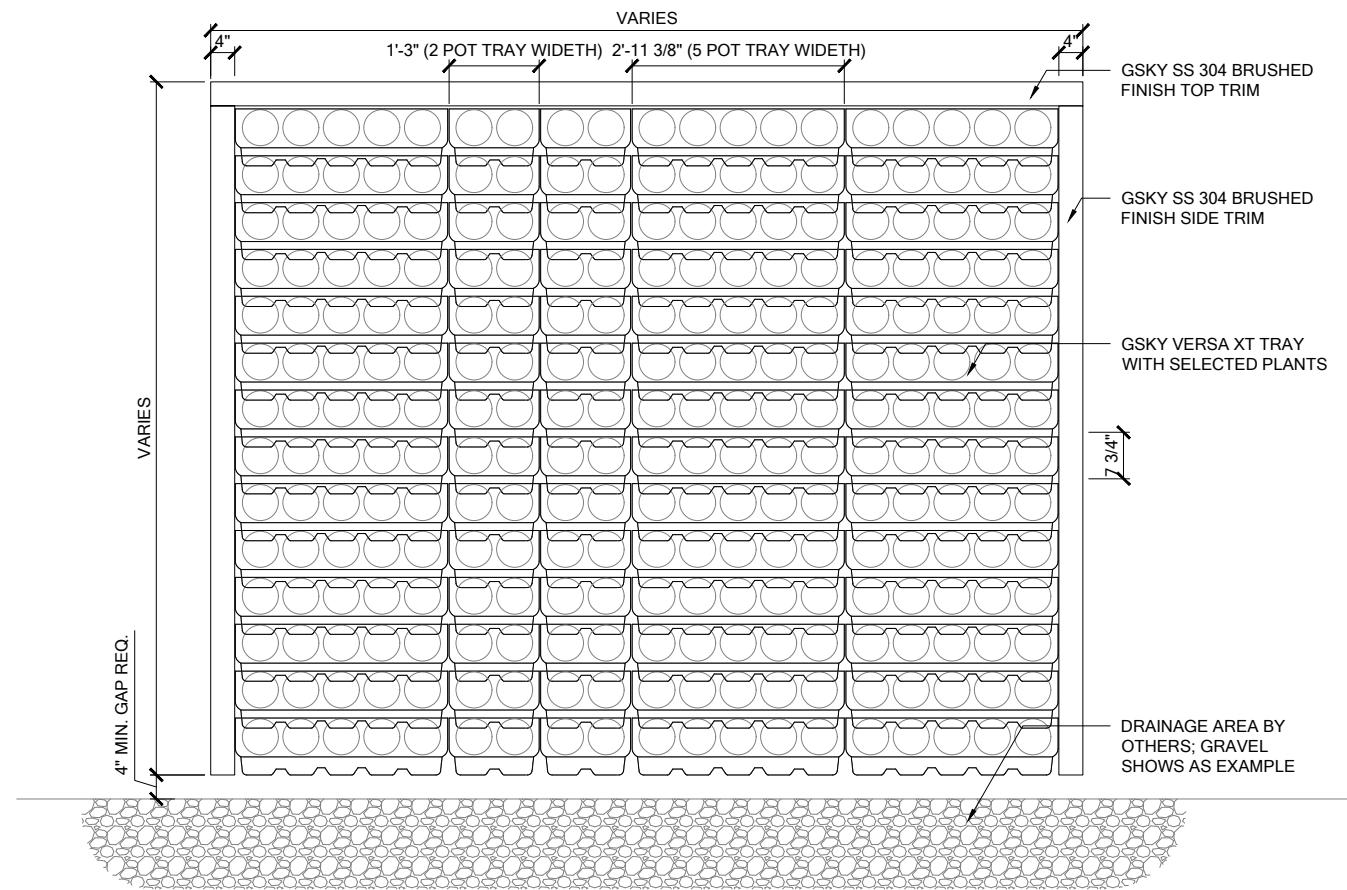 VARIES
4"
1'-3" (2 POT TRAY WIDETH) 2'-11 3/8" (5 POT TRAY WIDETH)
4"
GSKY SS 304 BRUSHED
FINISH TOP TRIM
GSKY SS 304 BRUSHED
FINISH SIDE TRIM
GSKY VERSA XT TRAY
WITH SELECTED PLANTS
VARIES
7 3/4"
4" MIN. GAP REQ.
DRAINAGE AREA BY
OTHERS; GRAVEL
SHOWS AS EXAMPLE